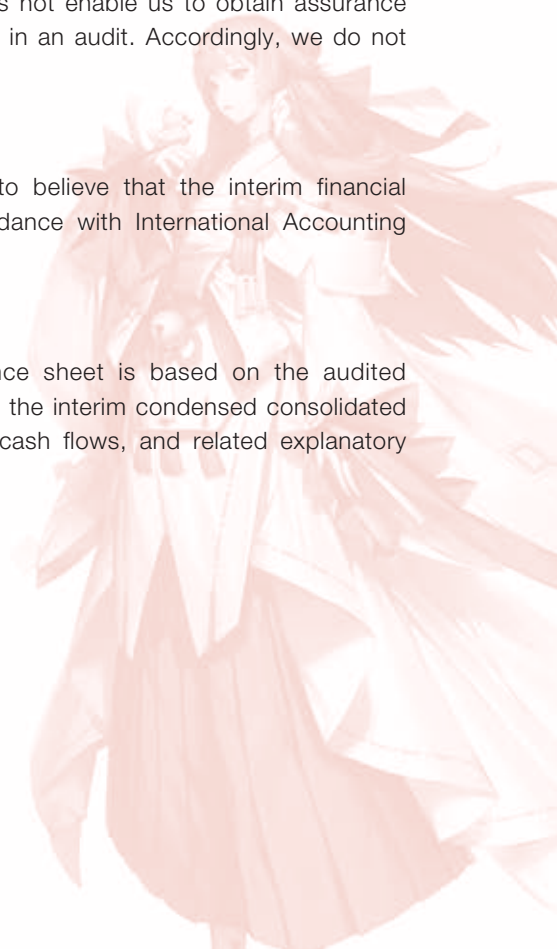 s not enable us to obtain assurance
in an audit. Accordingly, we do not
to believe that the interim financial
dance with International Accounting
nce sheet is based on the audited
the interim condensed consolidated
cash flows, and related explanatory